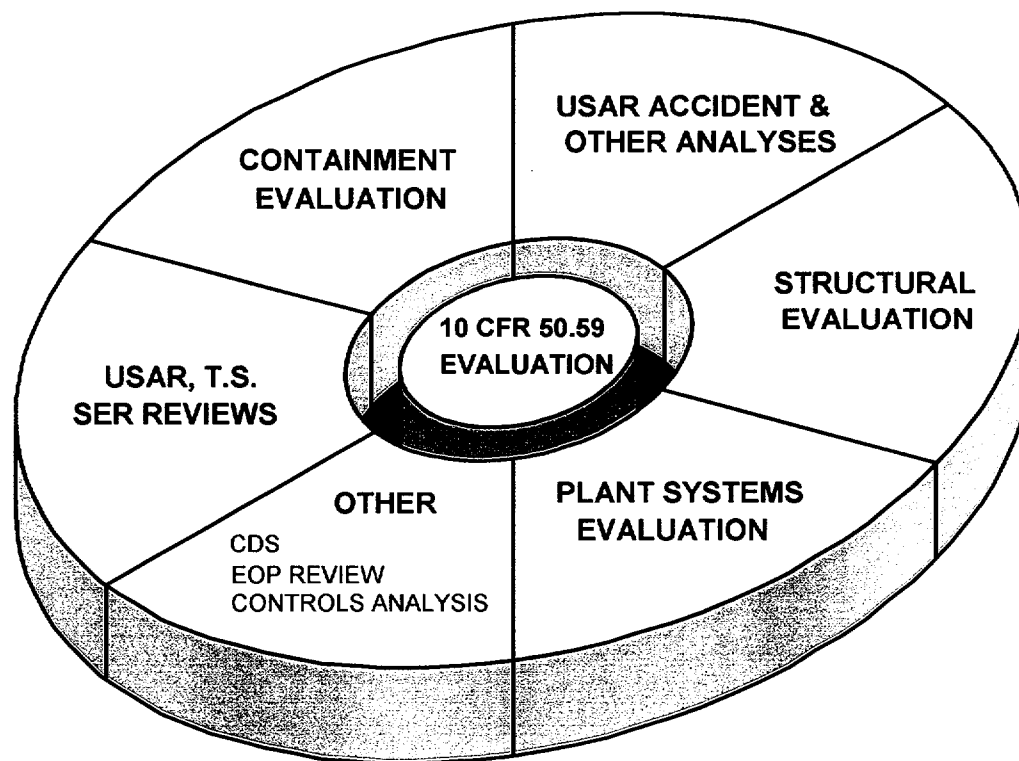 USAR ACCIDENT &
OTHER ANALYSES
CONTAINMENT
EVALUATION
STRUCTURAL
EVALUATION
10 CFR 50.59
EVALUATION
USAR, T.S.
SER REVIEWS
PLANT SYSTEMS
EVALUATION
OTHER
CDS
EOP REVIEW
CONTROLS ANALYSIS